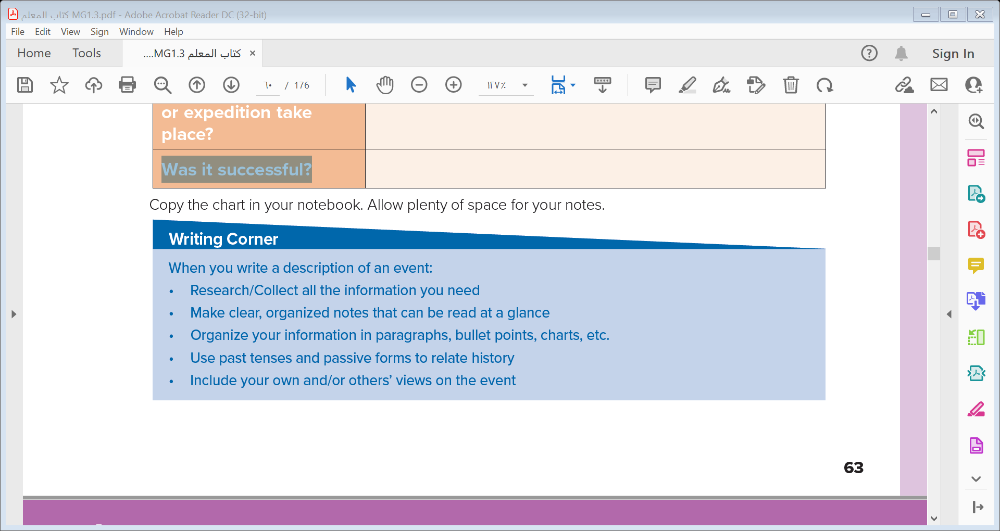 كتاب المعلم MG1.3.pdf - Adobe Acrobat Reader DC (32-bit)
File Edit View Sign Window Help
Home Tools كتاب المعلم MG1.3.... × Sign In
٦٠ / 176 ١٢٧٪
or expedition take
place?
Was it successful?
Copy the chart in your notebook. Allow plenty of space for your notes.
Writing Corner
When you write a description of an event:
• Research/Collect all the information you need
• Make clear, organized notes that can be read at a glance
• Organize your information in paragraphs, bullet points, charts, etc.
• Use past tenses and passive forms to relate history
• Include your own and/or others’ views on the event
63